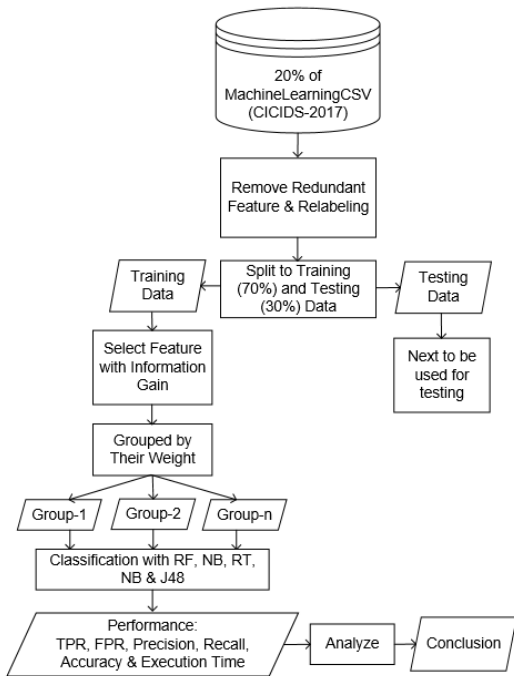 20% of
MachineLearningCSV
(CICIDS-2017)
Remove Redundant
Feature & Relabeling
Training
Data
Split to Training
(70%) and Testing
(30%) Data
Testing
Data
Select Feature
with Information
Gain
Next to be
used for
testing
Grouped by
Their Weight
Group-1
Group-2
Group-n
Classification with RF, NB, RT,
NB & J48
Performance:
TPR, FPR, Precision, Recall,
Accuracy & Execution Time
Analyze
Conclusion